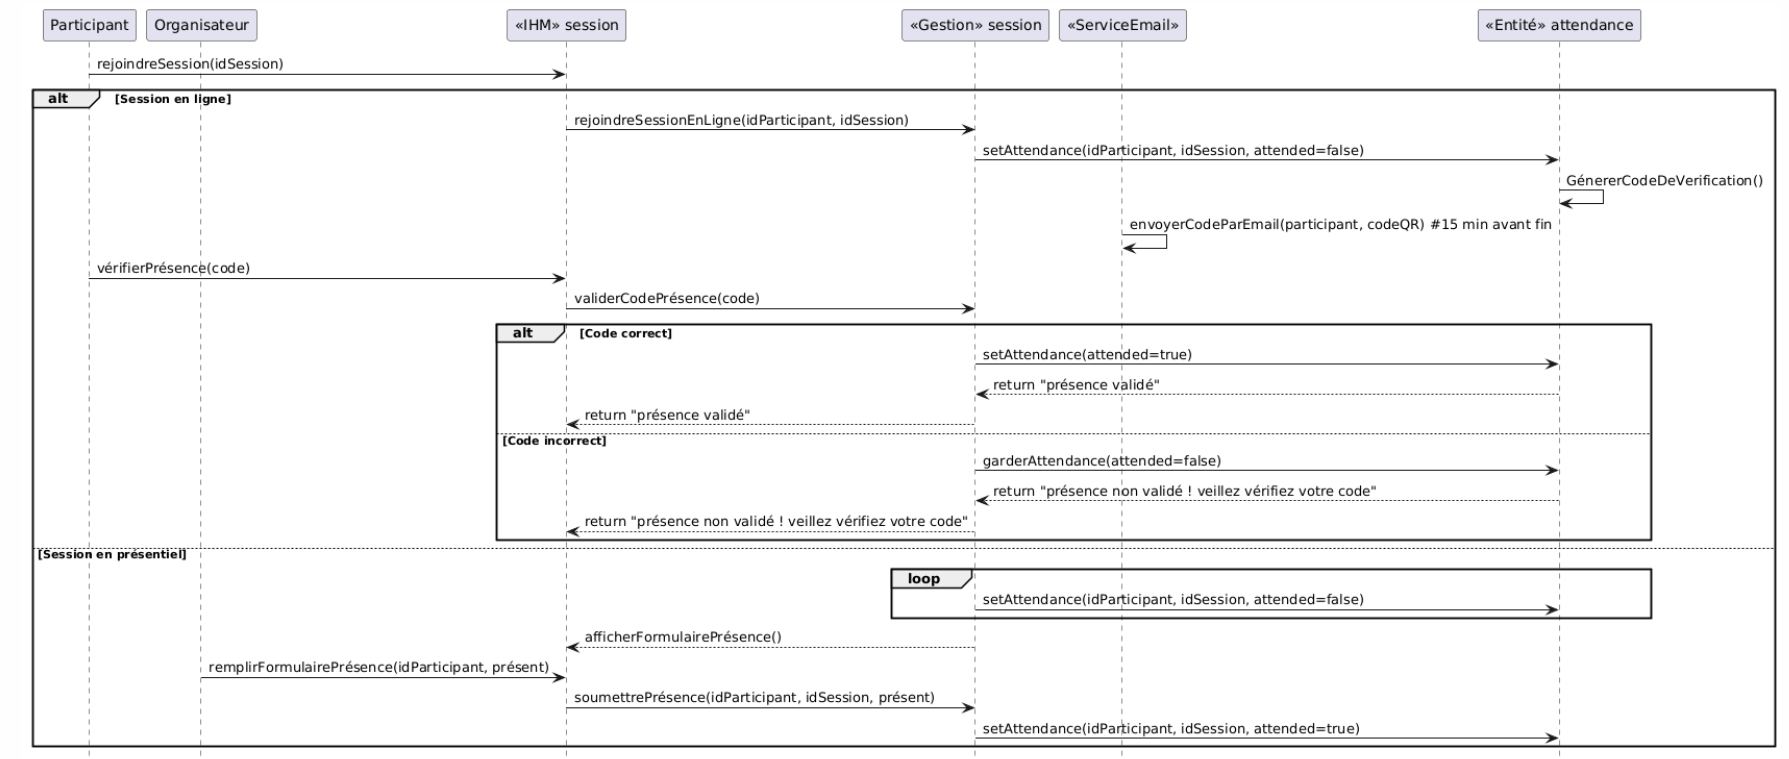 Participant
Organisateur
«IHM» session
«Gestion» session
«ServiceEmail»
«Entité» attendance
rejoindreSession(idSession)
alt
[Session en ligne]
rejoindreSessionEnLigne(idParticipant, idSession)
setAttendance(idParticipant, idSession, attended=false)
GénererCodeDeVerification()
envoyerCodeParEmail(participant, codeQR) #15 min avant fin
vérifierPrésence(code)
validerCodePrésence(code)
alt
[Code correct]
setAttendance(attended=true)
return "présence validé"
return "présence validé"
[Code incorrect]
garderAttendance(attended=false)
return "présence non validé ! veillez vérifiez votre code"
return "présence non validé ! veillez vérifiez votre code"
[Session en présentiel]
loop
setAttendance(idParticipant, idSession, attended=false)
afficherFormulairePrésence()
remplirFormulairePrésence(idParticipant, présent)
soumettrePrésence(idParticipant, idSession, présent)
setAttendance(idParticipant, idSession, attended=true)